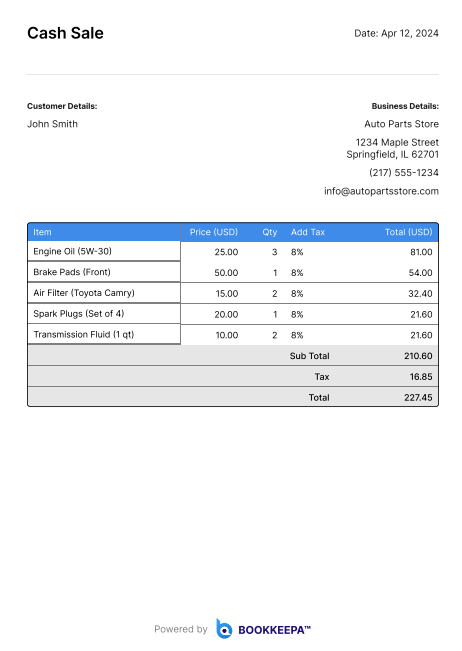 Cash Sale
Date: Apr 12, 2024
Customer Details:
Business Details:
John Smith
Auto Parts Store
1234 Maple Street
Springfield, IL 62701
(217) 555-1234
info@autopartsstore.com
Item Price (USD) Qty Add Tax Total (USD)
Engine Oil (5W-30) 25.00 3 8% 81.00
Brake Pads (Front) 50.00 1 8% 54.00
Air Filter (Toyota Camry) 15.00 2 8% 32.40
Spark Plugs (Set of 4) 20.00 1 8% 21.60
Transmission Fluid (1 qt) 10.00 2 8% 21.60
Sub Total 210.60
Tax 16.85
Total 227.45
Powered by BOOKKEEPA™